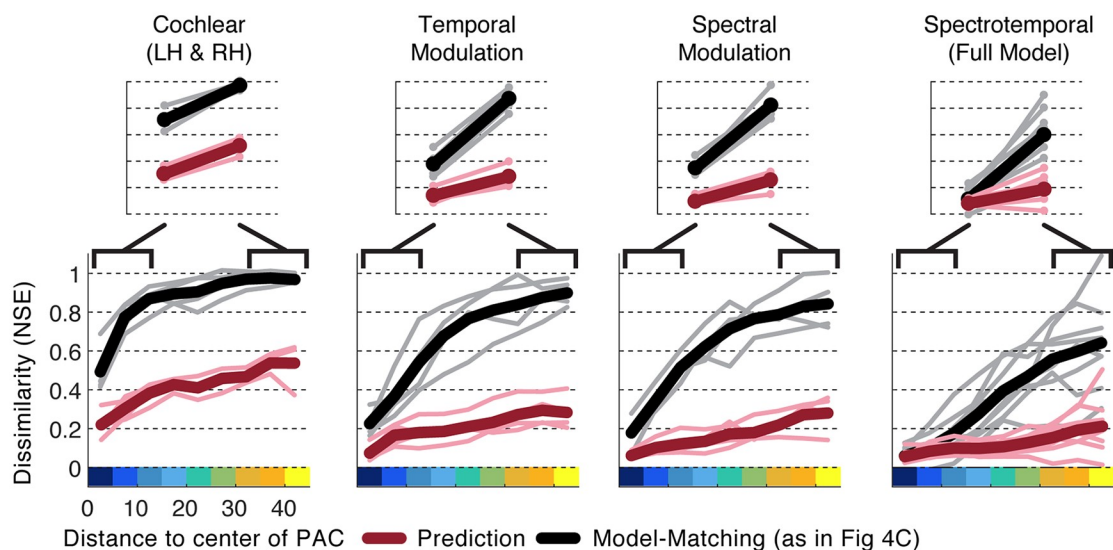 Cochlear
(LH & RH)
Temporal
Modulation
Spectral
Modulation
Spectrotemporal
(Full Model)
Dissimilarity (NSE)
1
0.8
0.6
0.4
0.2
0
0 10 20 30 40
Distance to center of PAC Prediction Model-Matching (as in Fig 4C)